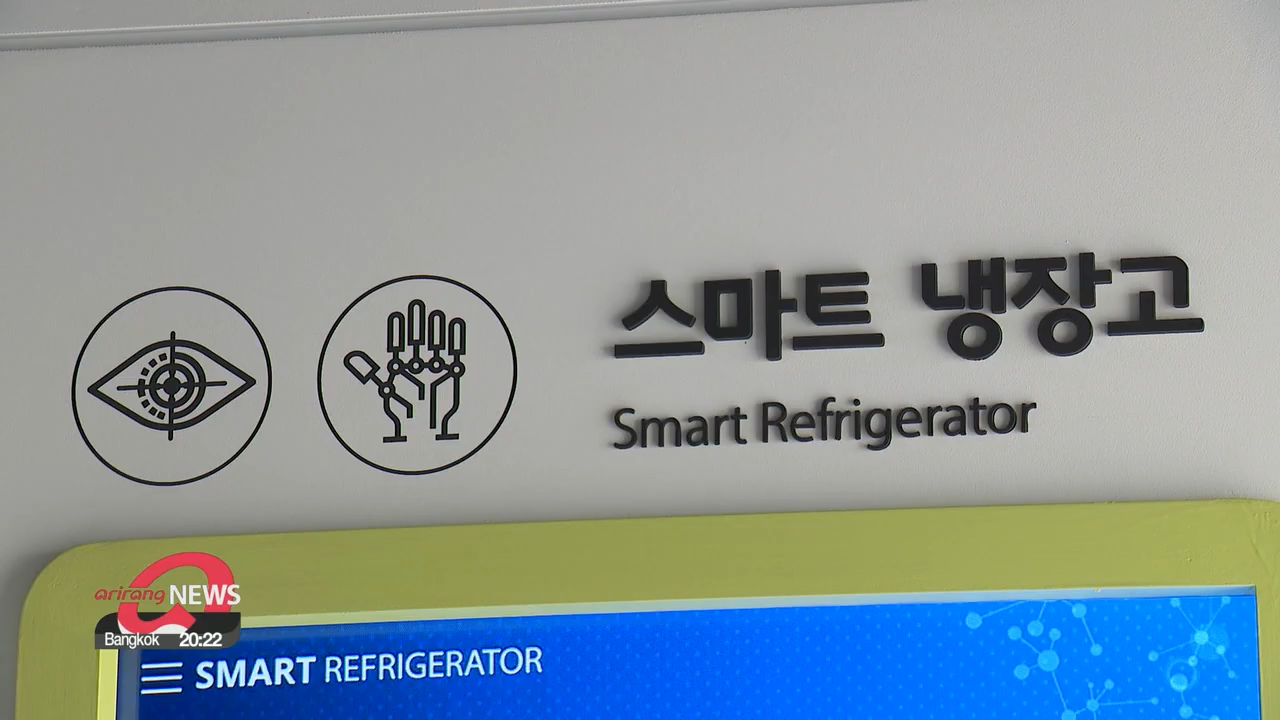 스마트 냉장고
Smart Refrigerator
arirang NEWS
Bangkok 20:22
SMART REFRIGERATOR